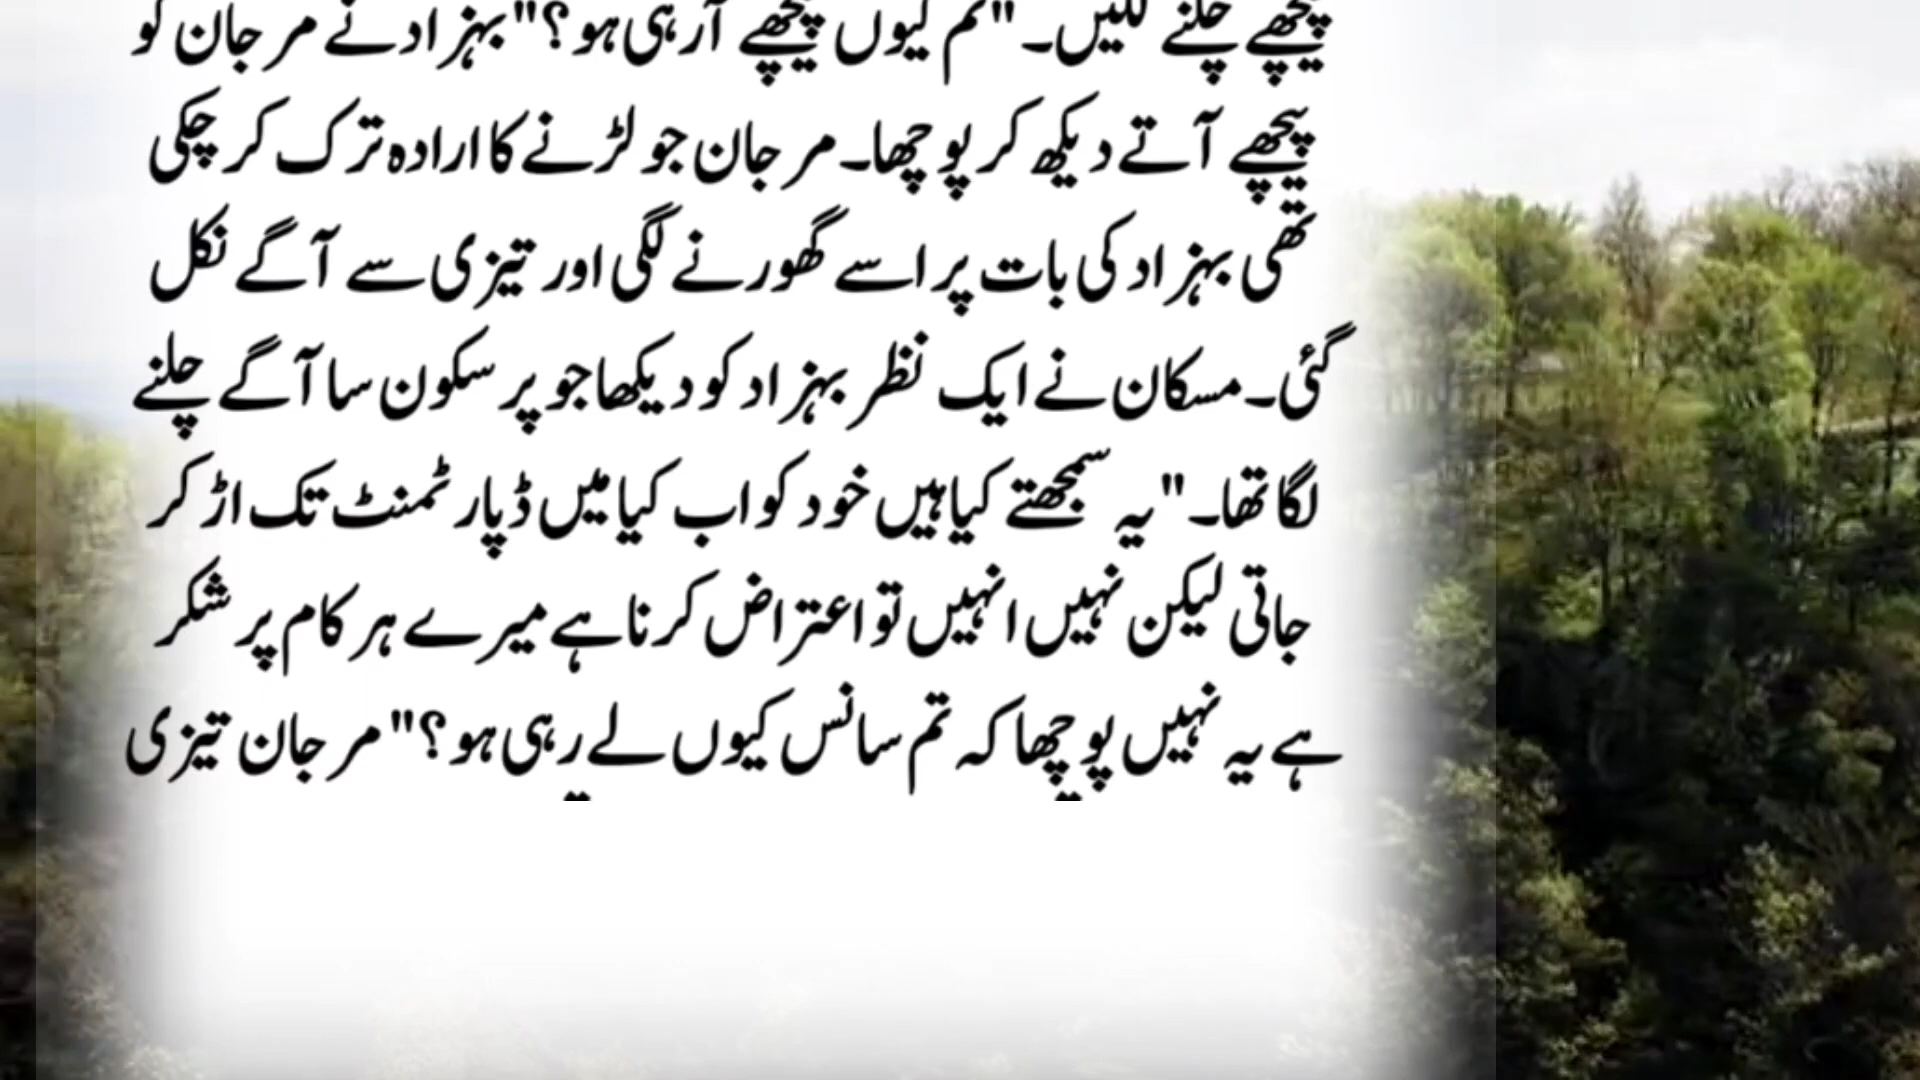 پیچھے چلنے لگیں۔ "تم کیوں پیچھے آرہی ہو؟" بہزاد نے مرجان کو
پیچھے آتے دیکھ کر پوچھا۔ مرجان جو لڑنے کا ارادہ ترک کر چکی
تھی بہزاد کی بات پر اسے گھورنے لگی اور تیزی سے آگے نکل
گئی۔ مسکان نے ایک نظر بہزاد کو دیکھا جو پر سکون سا آگے چلنے
لگا تھا۔ "یہ سمجھتے کیا ہیں خود کو اب کیا میں ڈپارٹمنٹ تک اڑ کر
جاتی لیکن نہیں انہیں تو اعتراض کرنا ہے میرے ہر کام پر شکر
ہے یہ نہیں پوچھا کہ تم سانس کیوں لے رہی ہو؟" مرجان تیزی